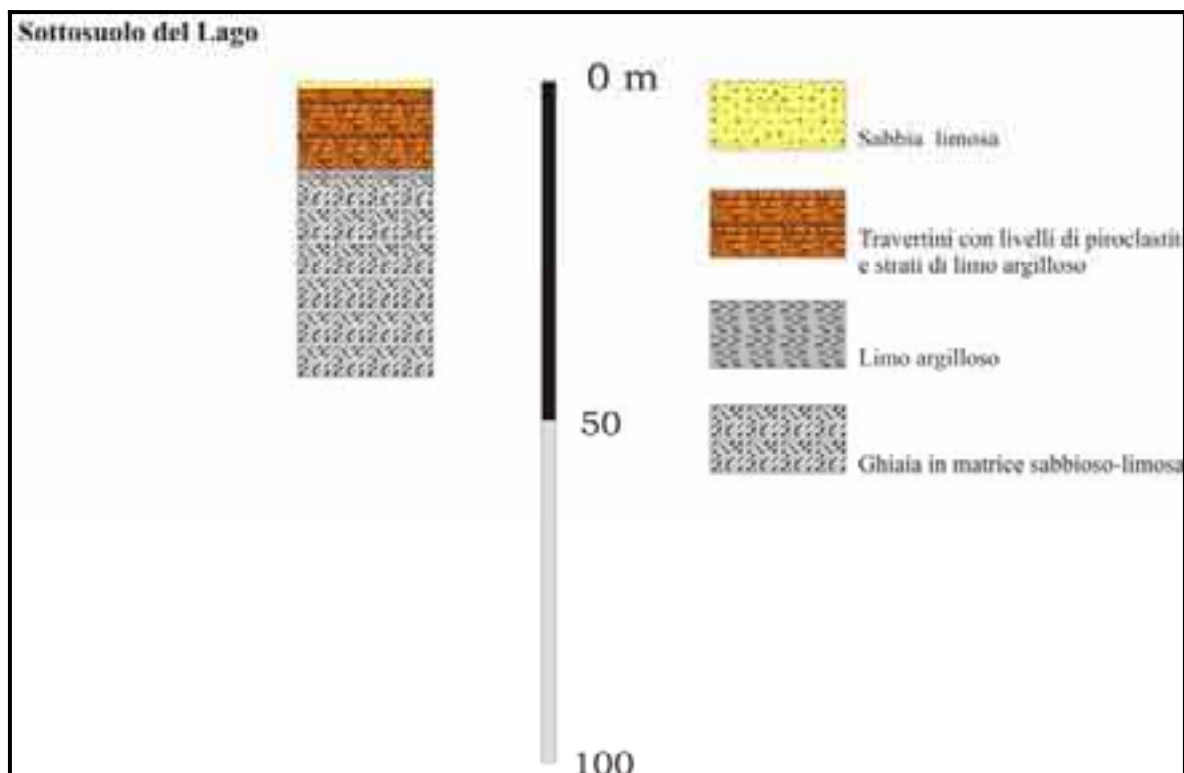 Sottosuolo del Lago
0 m
50
100
Sabbia limosa
Travertini con livelli di piroclastit
e strati di limo argilloso
Limo argilloso
Ghiaia in matrice sabbioso-limosa